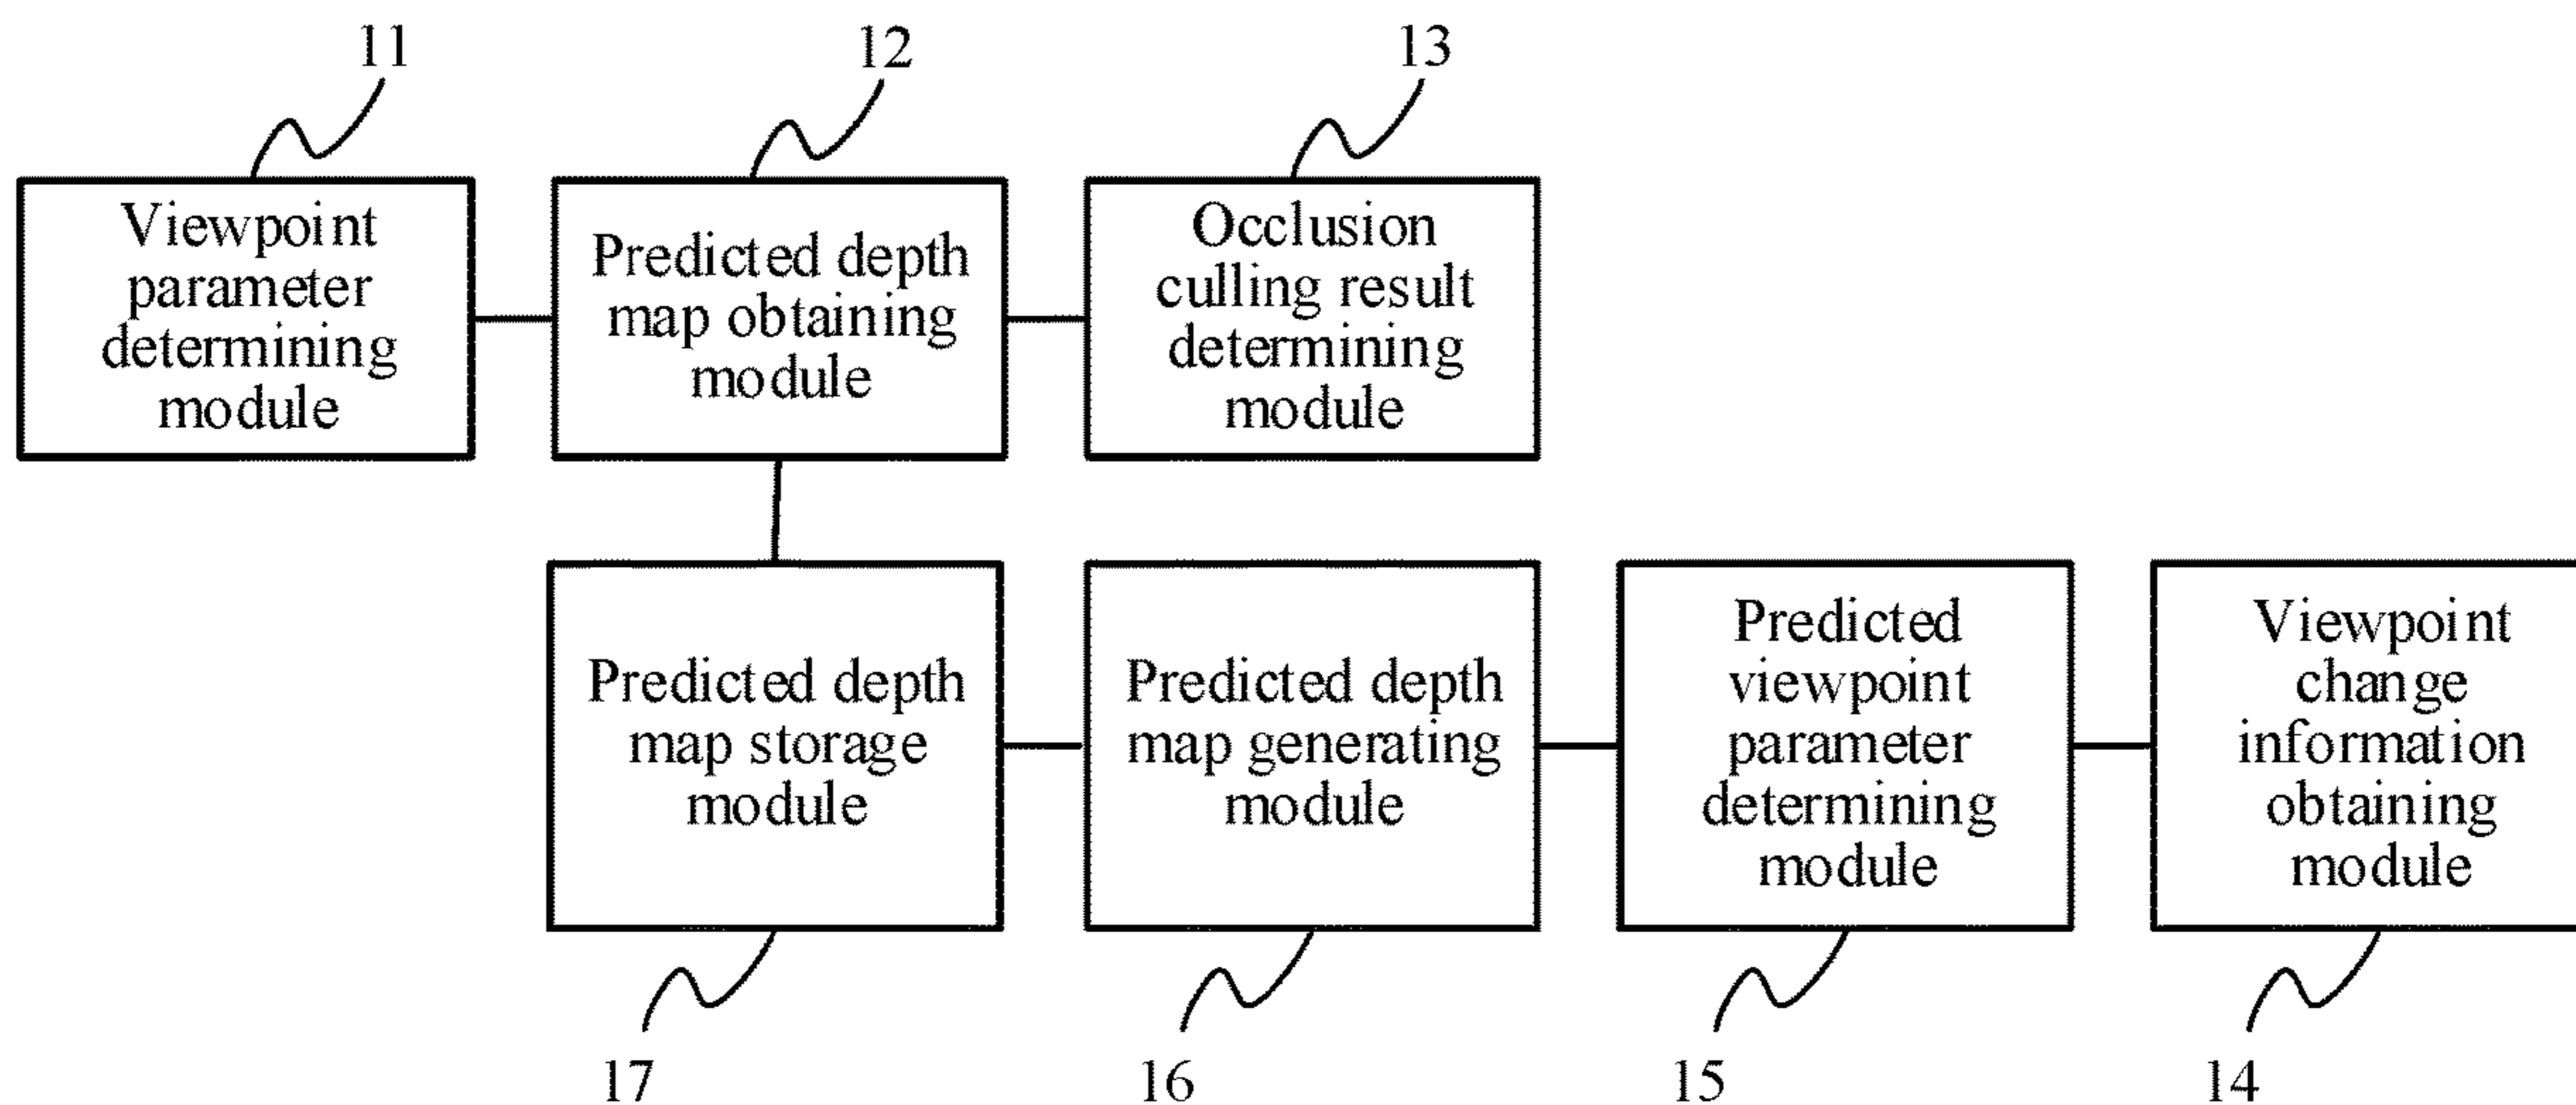 11
12
13
Viewpoint
parameter
determining
module
Predicted depth
map obtaining
module
Occlusion
culling result
determining
module
Predicted depth
map storage
module
Predicted depth
map generating
module
Predicted
viewpoint
parameter
determining
module
Viewpoint
change
information
obtaining
module
17
16
15
14